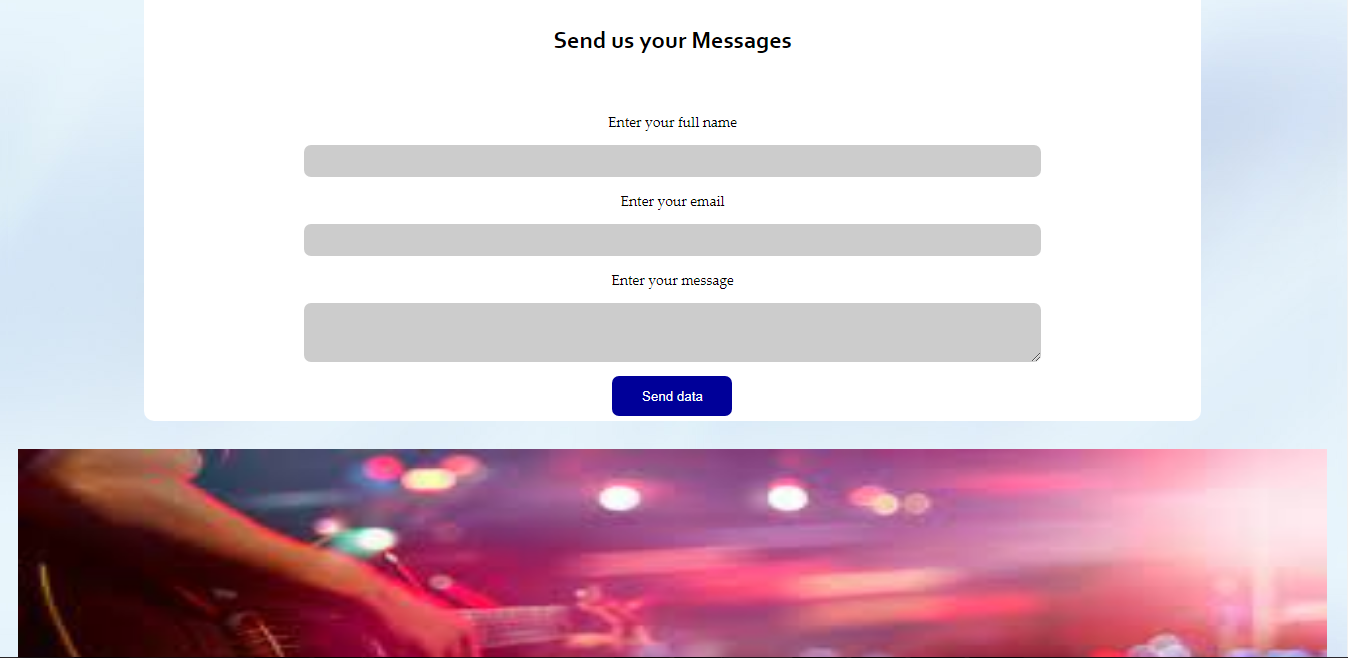 Send us your Messages
Enter your full name
Enter your email
Enter your message
Send data